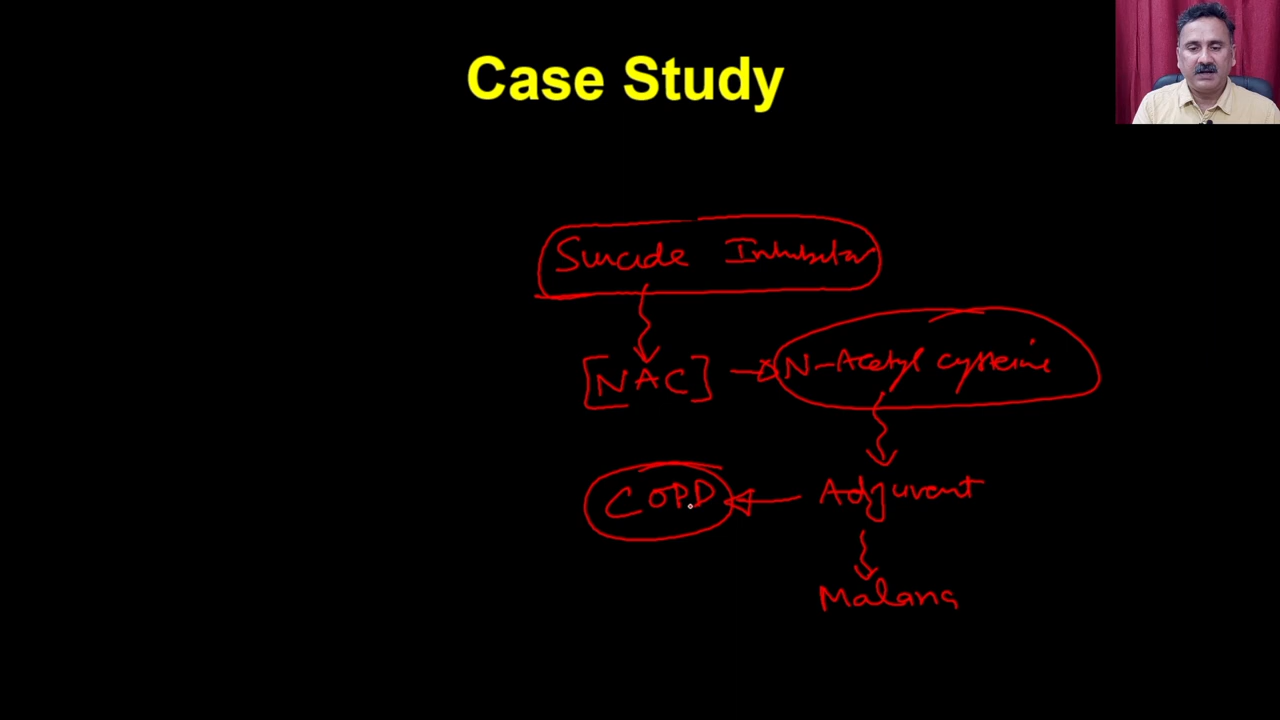 Case Study
Suicide Inhibitor
[NAC] → N-Acetyl cysteine
COPD ← Adjuvant
Malaria